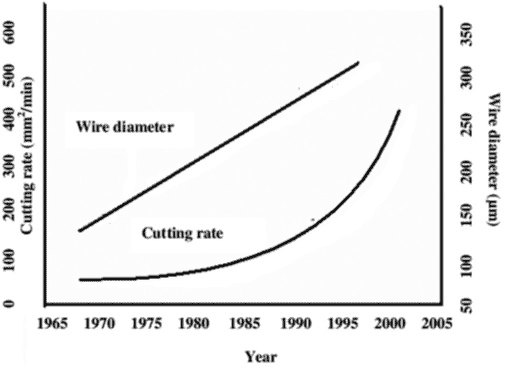 600
500
400
300
200
100
0
Cutting rate (mm²/min)
Wire diameter
Cutting rate
350
300
250
200
150
100
50
Wire diameter (µm)
1965 1970 1975 1980 1985 1990 1995 2000 2005
Year